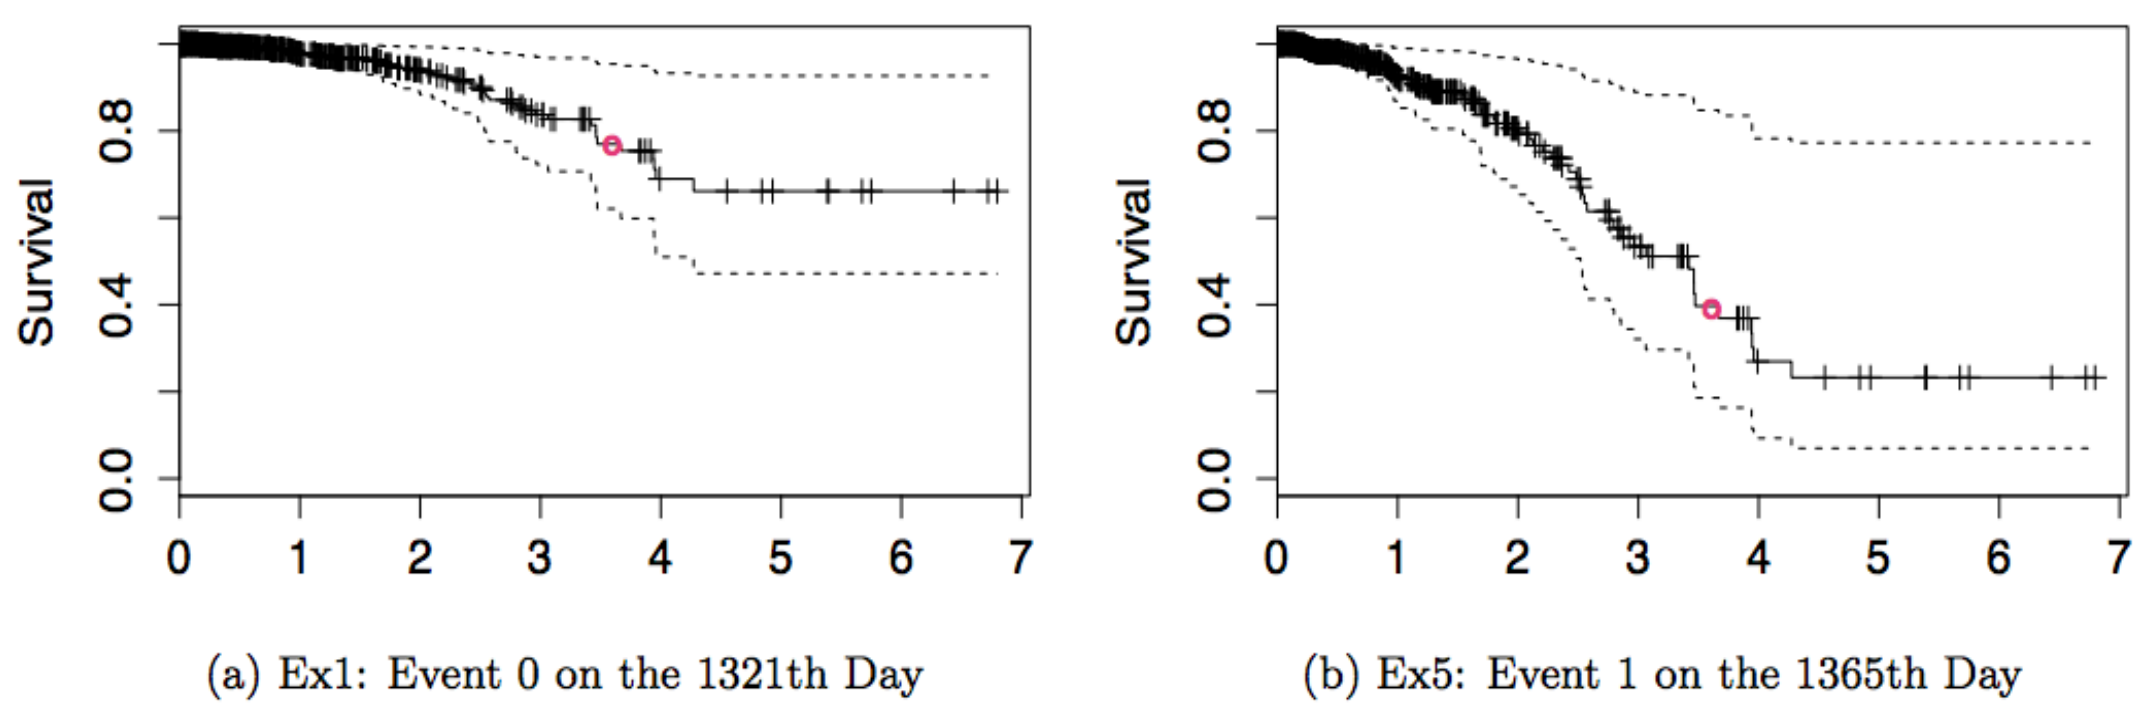 Survival
0.8
0.4
0.0
0 1 2 3 4 5 6 7
(a) Ex1: Event 0 on the 1321th Day
Survival
0.8
0.4
0.0
0 1 2 3 4 5 6 7
(b) Ex5: Event 1 on the 1365th Day